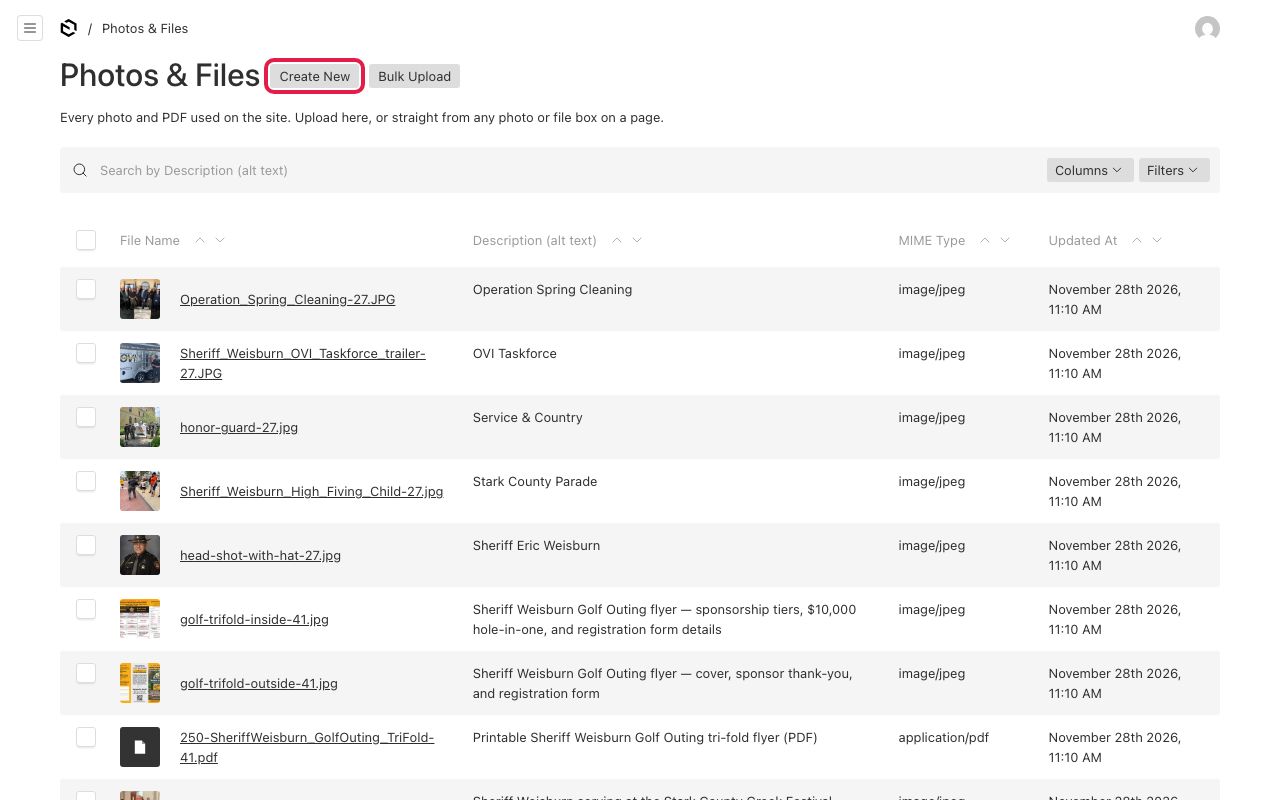 / Photos & Files
Photos & Files Create New Bulk Upload
Every photo and PDF used on the site. Upload here, or straight from any photo or file box on a page.
Search by Description (alt text) Columns Filters
File Name Description (alt text) MIME Type Updated At
Operation_Spring_Cleaning-27.JPG Operation Spring Cleaning image/jpeg November 28th 2026,
11:10 AM
Sheriff_Weisburn_OVI_Taskforce_trailer- OVI Taskforce image/jpeg November 28th 2026,
27.JPG 11:10 AM
honor-guard-27.jpg Service & Country image/jpeg November 28th 2026,
11:10 AM
Sheriff_Weisburn_High_Fiving_Child-27.jpg Stark County Parade image/jpeg November 28th 2026,
11:10 AM
head-shot-with-hat-27.jpg Sheriff Eric Weisburn image/jpeg November 28th 2026,
11:10 AM
golf-trifold-inside-41.jpg Sheriff Weisburn Golf Outing flyer — sponsorship tiers, $10,000 image/jpeg November 28th 2026,
hole-in-one, and registration form details 11:10 AM
golf-trifold-outside-41.jpg Sheriff Weisburn Golf Outing flyer — cover, sponsor thank-you, image/jpeg November 28th 2026,
and registration form 11:10 AM
250-SheriffWeisburn_GolfOuting_TriFold- Printable Sheriff Weisburn Golf Outing tri-fold flyer (PDF) application/pdf November 28th 2026,
41.pdf 11:10 AM